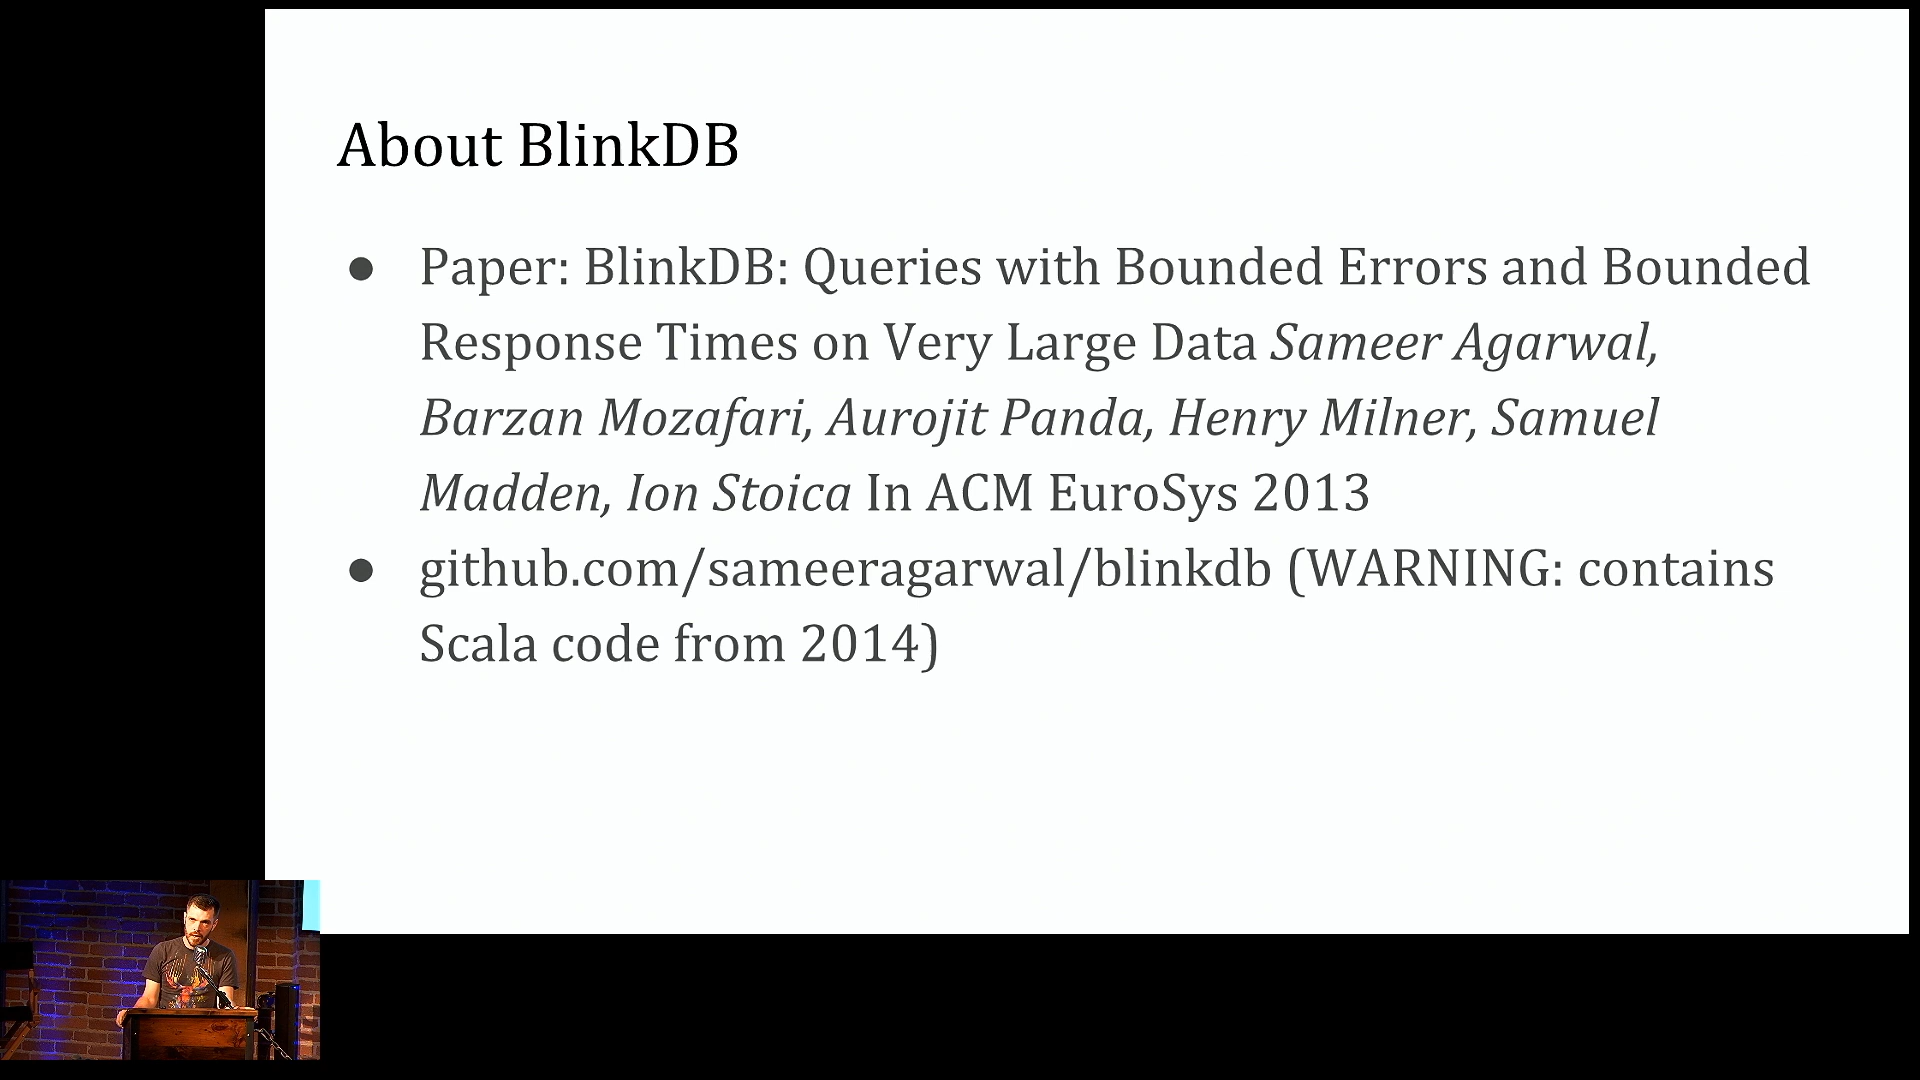 About BlinkDB
● Paper: BlinkDB: Queries with Bounded Errors and Bounded
Response Times on Very Large Data Sameer Agarwal,
Barzan Mozafari, Aurojit Panda, Henry Milner, Samuel
Madden, Ion Stoica In ACM EuroSys 2013
● github.com/sameeragarwal/blinkdb (WARNING: contains
Scala code from 2014)